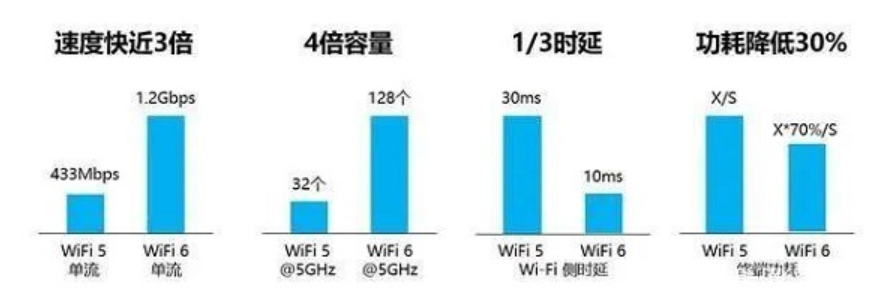 速度快近3倍
1.2Gbps
433Mbps
WiFi 5 WiFi 6
单流 单流
4倍容量
128个
32个
WiFi 5 WiFi 6
@5GHz @5GHz
1/3时延
30ms
10ms
WiFi 5 WiFi 6
Wi-Fi 侧时延
功耗降低30%
X/S
X*70%/S
WiFi 5 WiFi 6
终端功耗